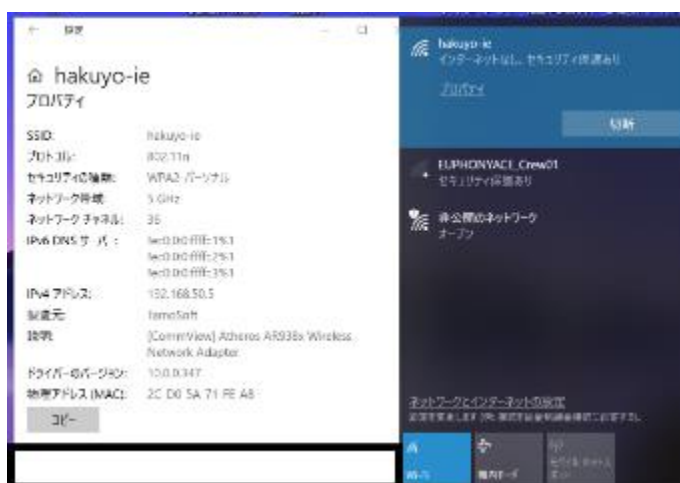 ← 設定
hakuyo-ie
プロパティ
SSID: hakuyo-ie
プロトコル: 802.11n
セキュリティの種類: WPA2-パーソナル
ネットワーク帯域: 5 GHz
ネットワーク チャネル: 36
IPv6 DNS サーバー: fec0:0:0:ffff::1%1
fec0:0:0:ffff::2%1
fec0:0:0:ffff::3%1
IPv4 アドレス: 192.168.50.5
製造元: TamoSoft
説明: [CommView] Atheros AR938x Wireless
Network Adapter
ドライバーのバージョン: 10.0.0.347
物理アドレス (MAC): 2C D0 5A 71 FE A8
コピー
hakuyo-ie
インターネットなし、セキュリティ保護あり
プロパティ
切断
EUPHONYACE_Crew01
セキュリティ保護あり
非公開のネットワーク
オープン
ネットワークとインターネットの設定
Wi-Fi
機内モード